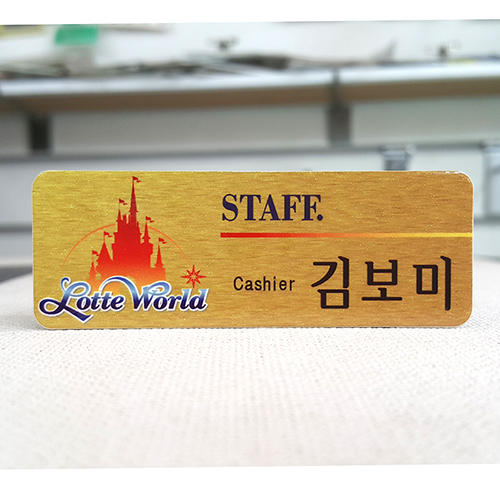 STAFF.
Lotte World
Cashier 김보미